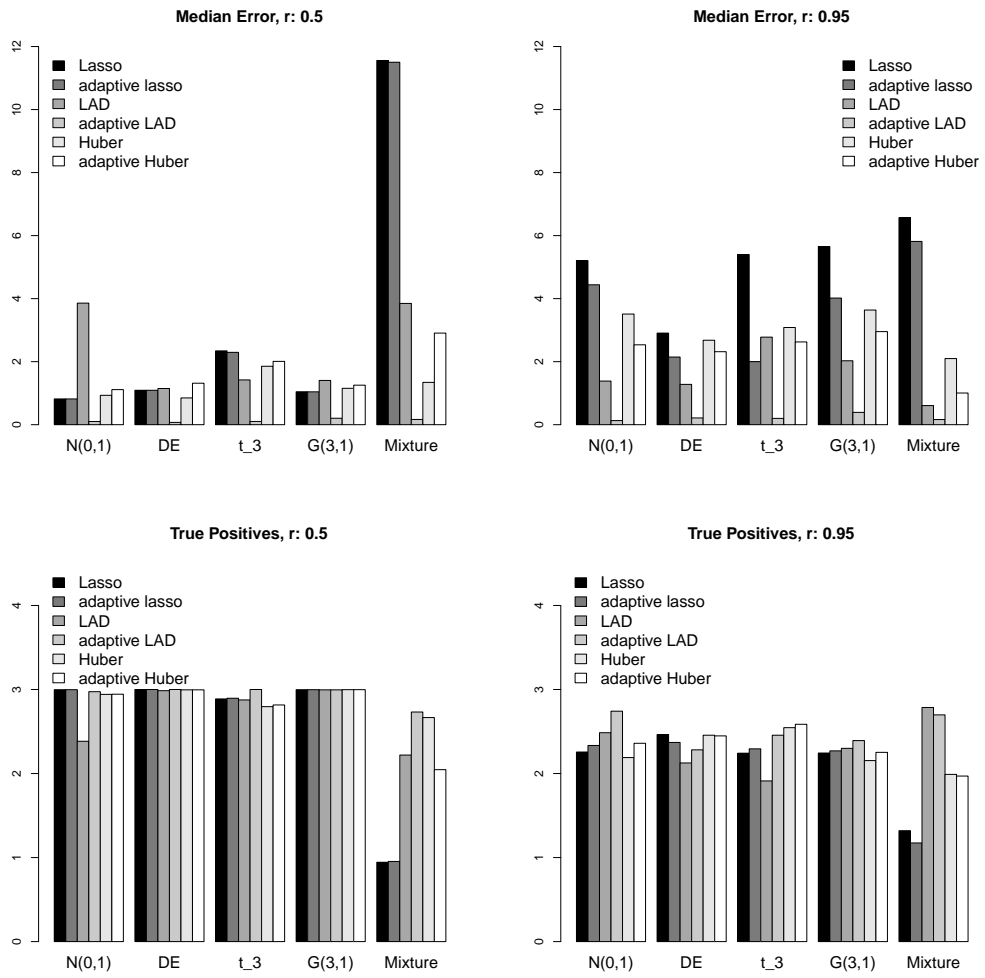 Median Error, r: 0.5
12
10
8
6
4
2
0
Lasso
adaptive lasso
LAD
adaptive LAD
Huber
adaptive Huber
N(0,1) DE t_3 G(3,1) Mixture
Median Error, r: 0.95
12
10
8
6
4
2
0
Lasso
adaptive lasso
LAD
adaptive LAD
Huber
adaptive Huber
N(0,1) DE t_3 G(3,1) Mixture
True Positives, r: 0.5
4
3
2
1
0
Lasso
adaptive lasso
LAD
adaptive LAD
Huber
adaptive Huber
N(0,1) DE t_3 G(3,1) Mixture
True Positives, r: 0.95
4
3
2
1
0
Lasso
adaptive lasso
LAD
adaptive LAD
Huber
adaptive Huber
N(0,1) DE t_3 G(3,1) Mixture